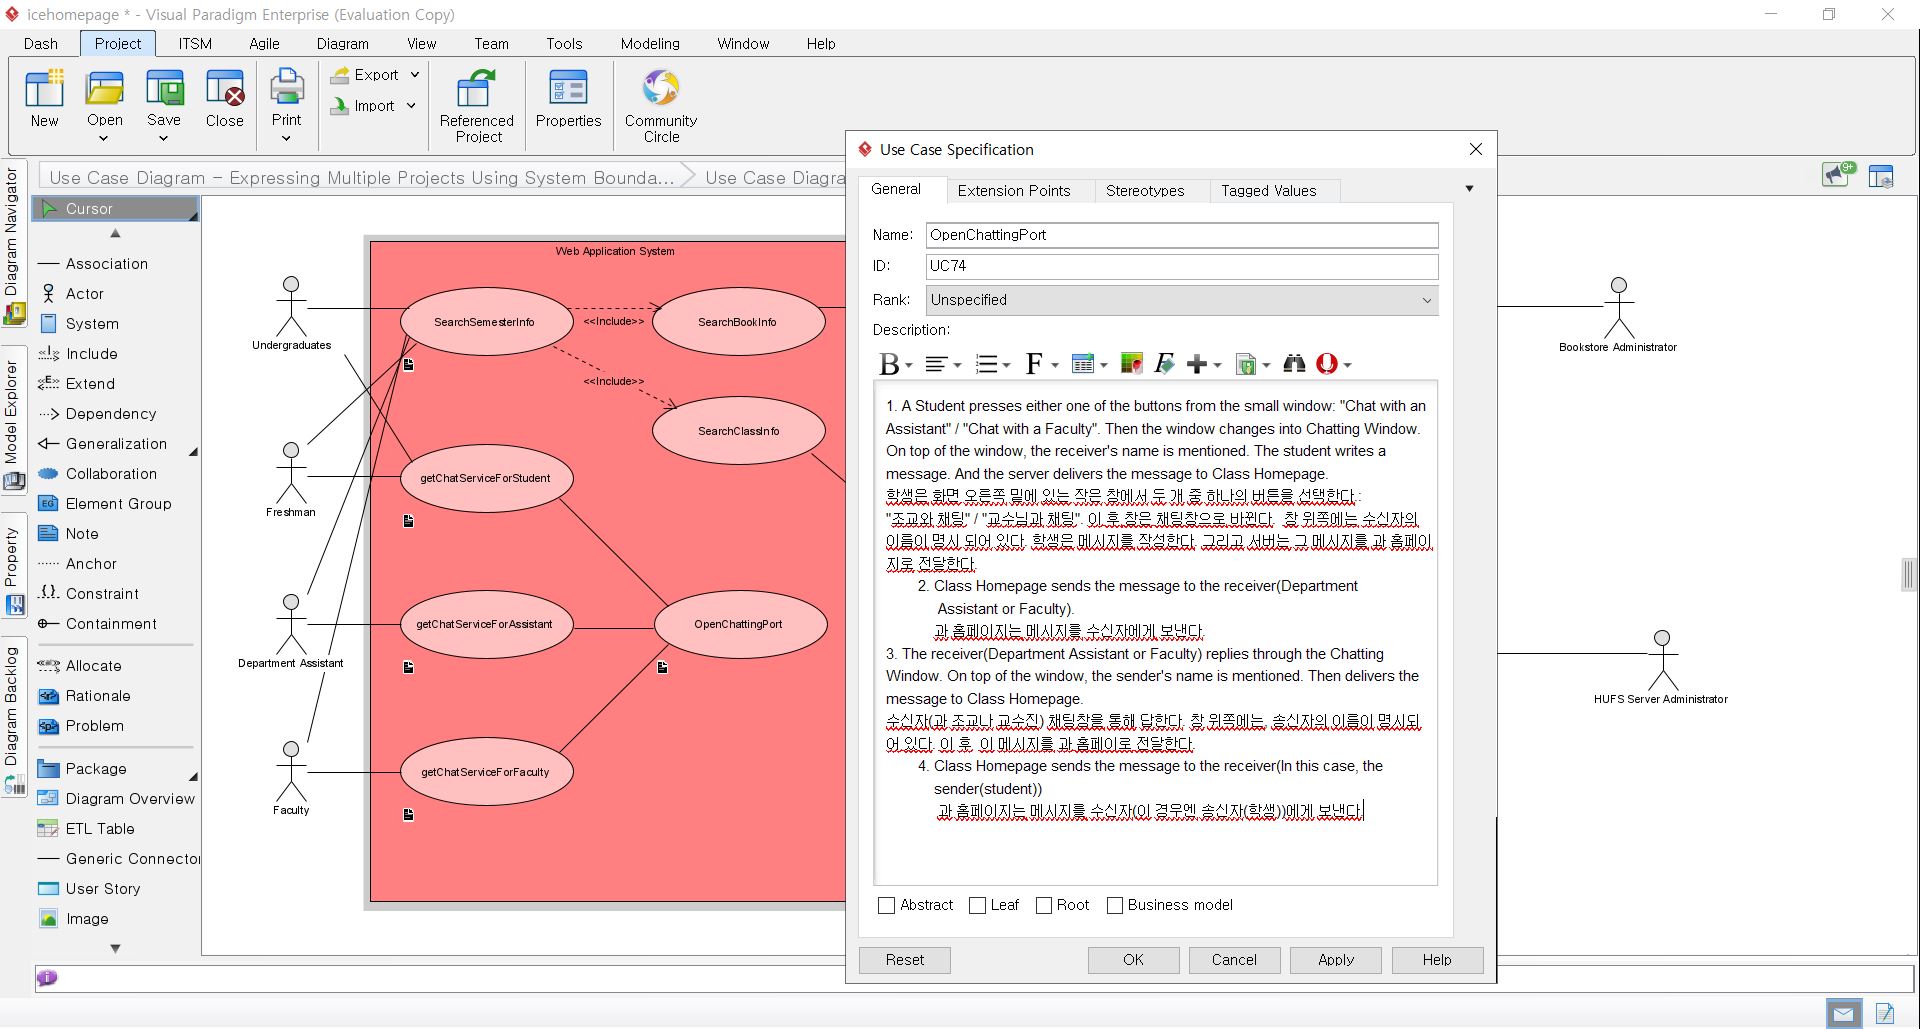 icehomepage * - Visual Paradigm Enterprise (Evaluation Copy)
Dash Project ITSM Agile Diagram View Team Tools Modeling Window Help
New
Open
Save
Close
Print
Export
Import
Referenced
Project
Properties
Community
Circle
Use Case Diagram - Expressing Multiple Projects Using System Bounda...
Use Case Diagra
9+
Diagram Navigator
Model Explorer
Property
Diagram Backlog
Cursor
Association
Actor
System
Include
Extend
Dependency
Generalization
Collaboration
Element Group
Note
Anchor
Constraint
Containment
Allocate
Rationale
Problem
Package
Diagram Overview
ETL Table
Generic Connector
User Story
Image
Web Application System
Undergraduates
Freshman
Department Assistant
Faculty
SearchSemesterInfo
<<Include>>
SearchBookInfo
<<Include>>
SearchClassInfo
getChatServiceForStudent
getChatServiceForAssistant
OpenChattingPort
getChatServiceForFaculty
Bookstore Administrator
HUFS Server Administrator
Use Case Specification
General Extension Points Stereotypes Tagged Values
Name: OpenChattingPort
ID: UC74
Rank: Unspecified
Description:
1. A Student presses either one of the buttons from the small window: "Chat with an
Assistant" / "Chat with a Faculty". Then the window changes into Chatting Window.
On top of the window, the receiver's name is mentioned. The student writes a
message. And the server delivers the message to Class Homepage.
학생은 화면 오른쪽 밑에 있는 작은 창에서 두 개 중 하나의 버튼을 선택한다 :
"조교와 채팅" / "교수님과 채팅". 이 후 창은 채팅창으로 바뀐다. 창 위쪽에는 수신자의
이름이 명시 되어 있다. 학생은 메시지를 작성한다. 그리고 서버는 그 메시지를 과 홈페이
지로 전달한다.
2. Class Homepage sends the message to the receiver(Department
Assistant or Faculty).
과 홈페이지는 메시지를 수신자에게 보낸다.
3. The receiver(Department Assistant or Faculty) replies through the Chatting
Window. On top of the window, the sender's name is mentioned. Then delivers the
message to Class Homepage.
수신자(과 조교나 교수진) 채팅창을 통해 답한다. 창 위쪽에는, 송신자의 이름이 명시되
어 있다. 이 후, 이 메시지를 과 홈페이로 전달한다.
4. Class Homepage sends the message to the receiver(In this case, the
sender(student))
과 홈페이지는 메시지를 수신자(이 경우엔 송신자(학생))에게 보낸다.
Abstract Leaf Root Business model
Reset OK Cancel Apply Help